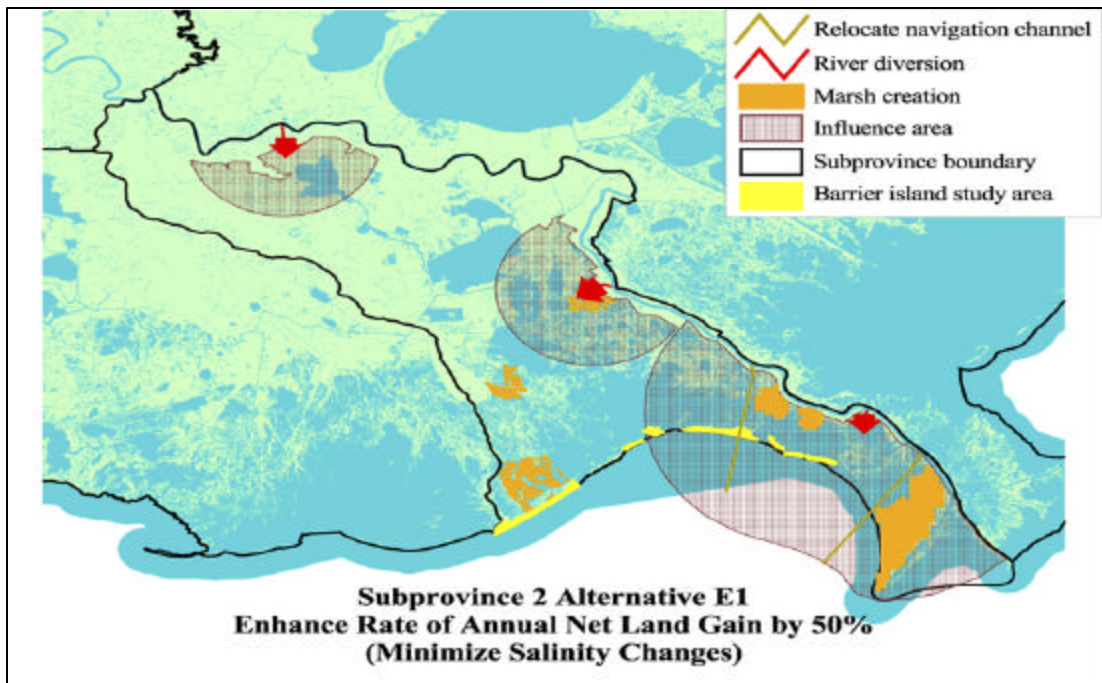 Relocate navigation channel
River diversion
Marsh creation
Influence area
Subprovince boundary
Barrier island study area
Subprovince 2 Alternative E1
Enhance Rate of Annual Net Land Gain by 50%
(Minimize Salinity Changes)